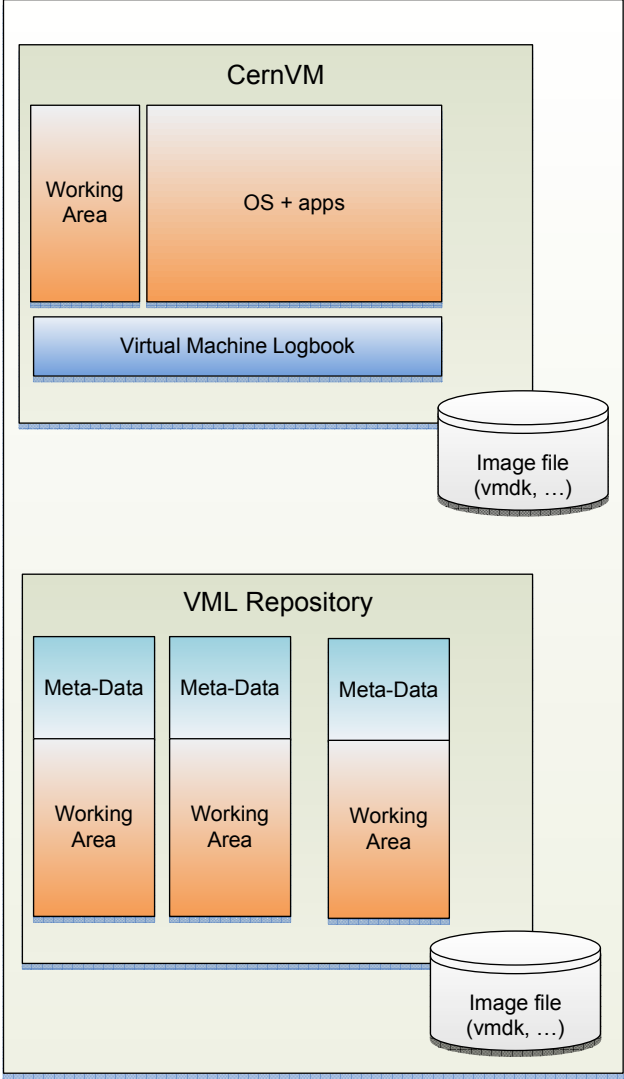 CernVM
Working
Area
OS + apps
Virtual Machine Logbook
Image file
(vmdk, …)
VML Repository
Meta-Data
Working
Area
Meta-Data
Working
Area
Meta-Data
Working
Area
Image file
(vmdk, …)